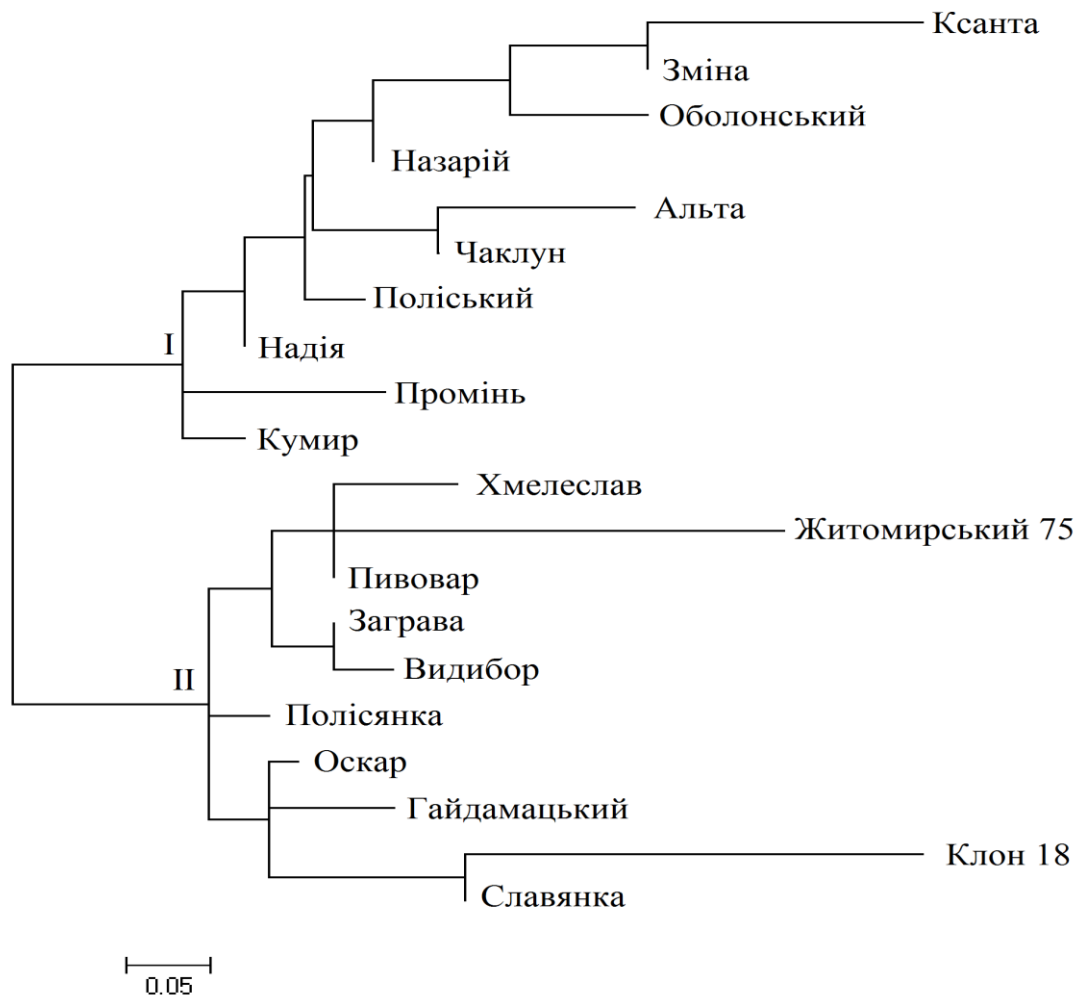 Ксанта
Зміна
Оболонський
Назарій
Альта
Чаклун
Поліський
I
Надія
Промінь
Кумир
Хмелеслав
Житомирський 75
Пивовар
Заграва
Видибор
II
Полісянка
Оскар
Гайдамацький
Клон 18
Славянка
0.05